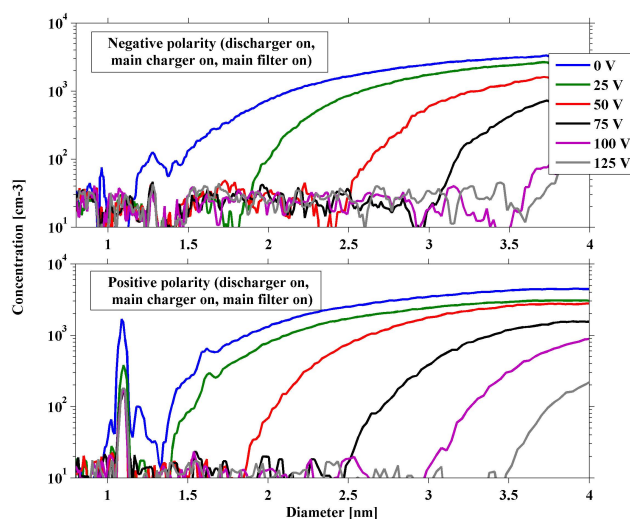 10^4
10^3
10^2
10^1
Negative polarity (discharger on,
main charger on, main filter on)
0 V
25 V
50 V
75 V
100 V
125 V
1
1.5
2
2.5
3
3.5
4
Concentration [cm-3]
10^4
10^3
10^2
10^1
Positive polarity (discharger on,
main charger on, main filter on)
1
1.5
2
2.5
3
3.5
4
Diameter [nm]